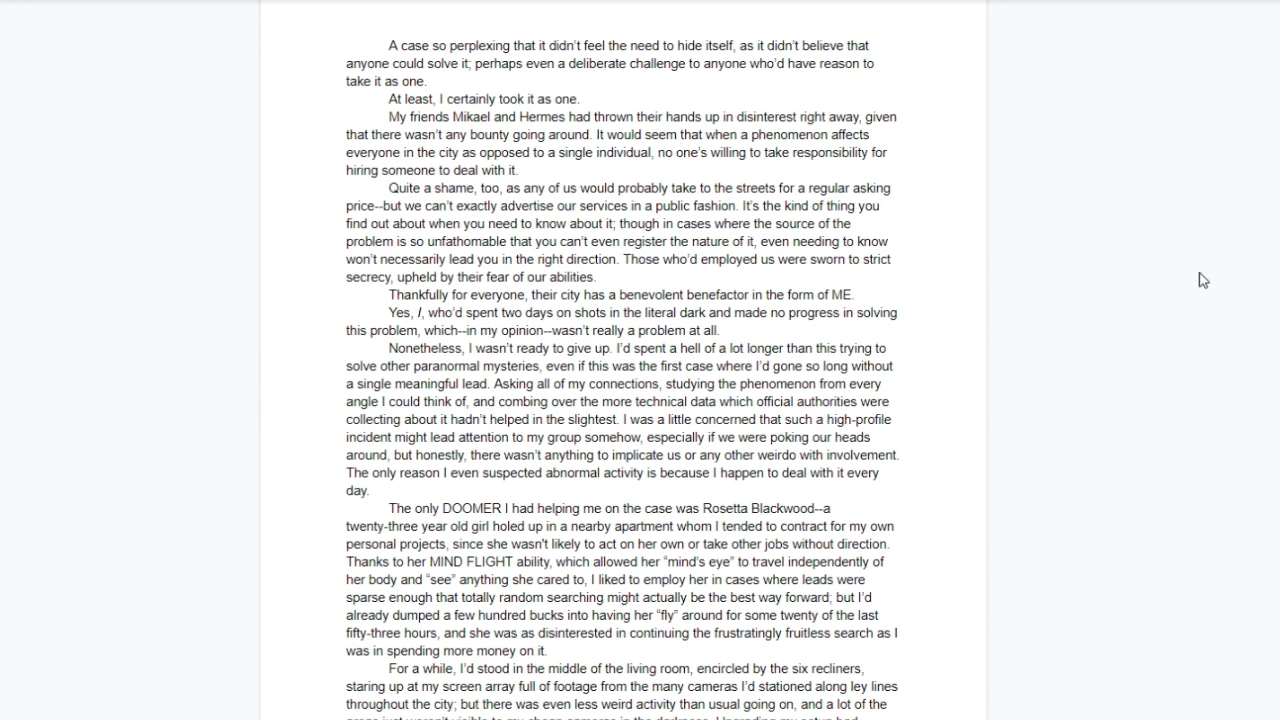 A case so perplexing that it didn't feel the need to hide itself, as it didn't believe that
anyone could solve it; perhaps even a deliberate challenge to anyone who'd have reason to
take it as one.
At least, I certainly took it as one.
My friends Mikael and Hermes had thrown their hands up in disinterest right away, given
that there wasn't any bounty going around. It would seem that when a phenomenon affects
everyone in the city as opposed to a single individual, no one's willing to take responsibility for
hiring someone to deal with it.
Quite a shame, too, as any of us would probably take to the streets for a regular asking
price--but we can't exactly advertise our services in a public fashion. It's the kind of thing you
find out about when you need to know about it; though in cases where the source of the
problem is so unfathomable that you can't even register the nature of it, even needing to know
won't necessarily lead you in the right direction. Those who'd employed us were sworn to strict
secrecy, upheld by their fear of our abilities.
Thankfully for everyone, their city has a benevolent benefactor in the form of ME.
Yes, I, who'd spent two days on shots in the literal dark and made no progress in solving
this problem, which--in my opinion--wasn't really a problem at all.
Nonetheless, I wasn't ready to give up. I'd spent a hell of a lot longer than this trying to
solve other paranormal mysteries, even if this was the first case where I'd gone so long without
a single meaningful lead. Asking all of my connections, studying the phenomenon from every
angle I could think of, and combing over the more technical data which official authorities were
collecting about it hadn't helped in the slightest. I was a little concerned that such a high-profile
incident might lead attention to my group somehow, especially if we were poking our heads
around, but honestly, there wasn't anything to implicate us or any other weirdo with involvement.
The only reason I even suspected abnormal activity is because I happen to deal with it every
day.
The only DOOMER I had helping me on the case was Rosetta Blackwood--a
twenty-three year old girl holed up in a nearby apartment whom I tended to contract for my own
personal projects, since she wasn't likely to act on her own or take other jobs without direction.
Thanks to her MIND FLIGHT ability, which allowed her “mind's eye” to travel independently of
her body and “see” anything she cared to, I liked to employ her in cases where leads were
sparse enough that totally random searching might actually be the best way forward; but I'd
already dumped a few hundred bucks into having her “fly” around for some twenty of the last
fifty-three hours, and she was as disinterested in continuing the frustratingly fruitless search as I
was in spending more money on it.
For a while, I'd stood in the middle of the living room, encircled by the six recliners,
staring up at my screen array full of footage from the many cameras I'd stationed along ley lines
throughout the city; but there was even less weird activity than usual going on, and a lot of the